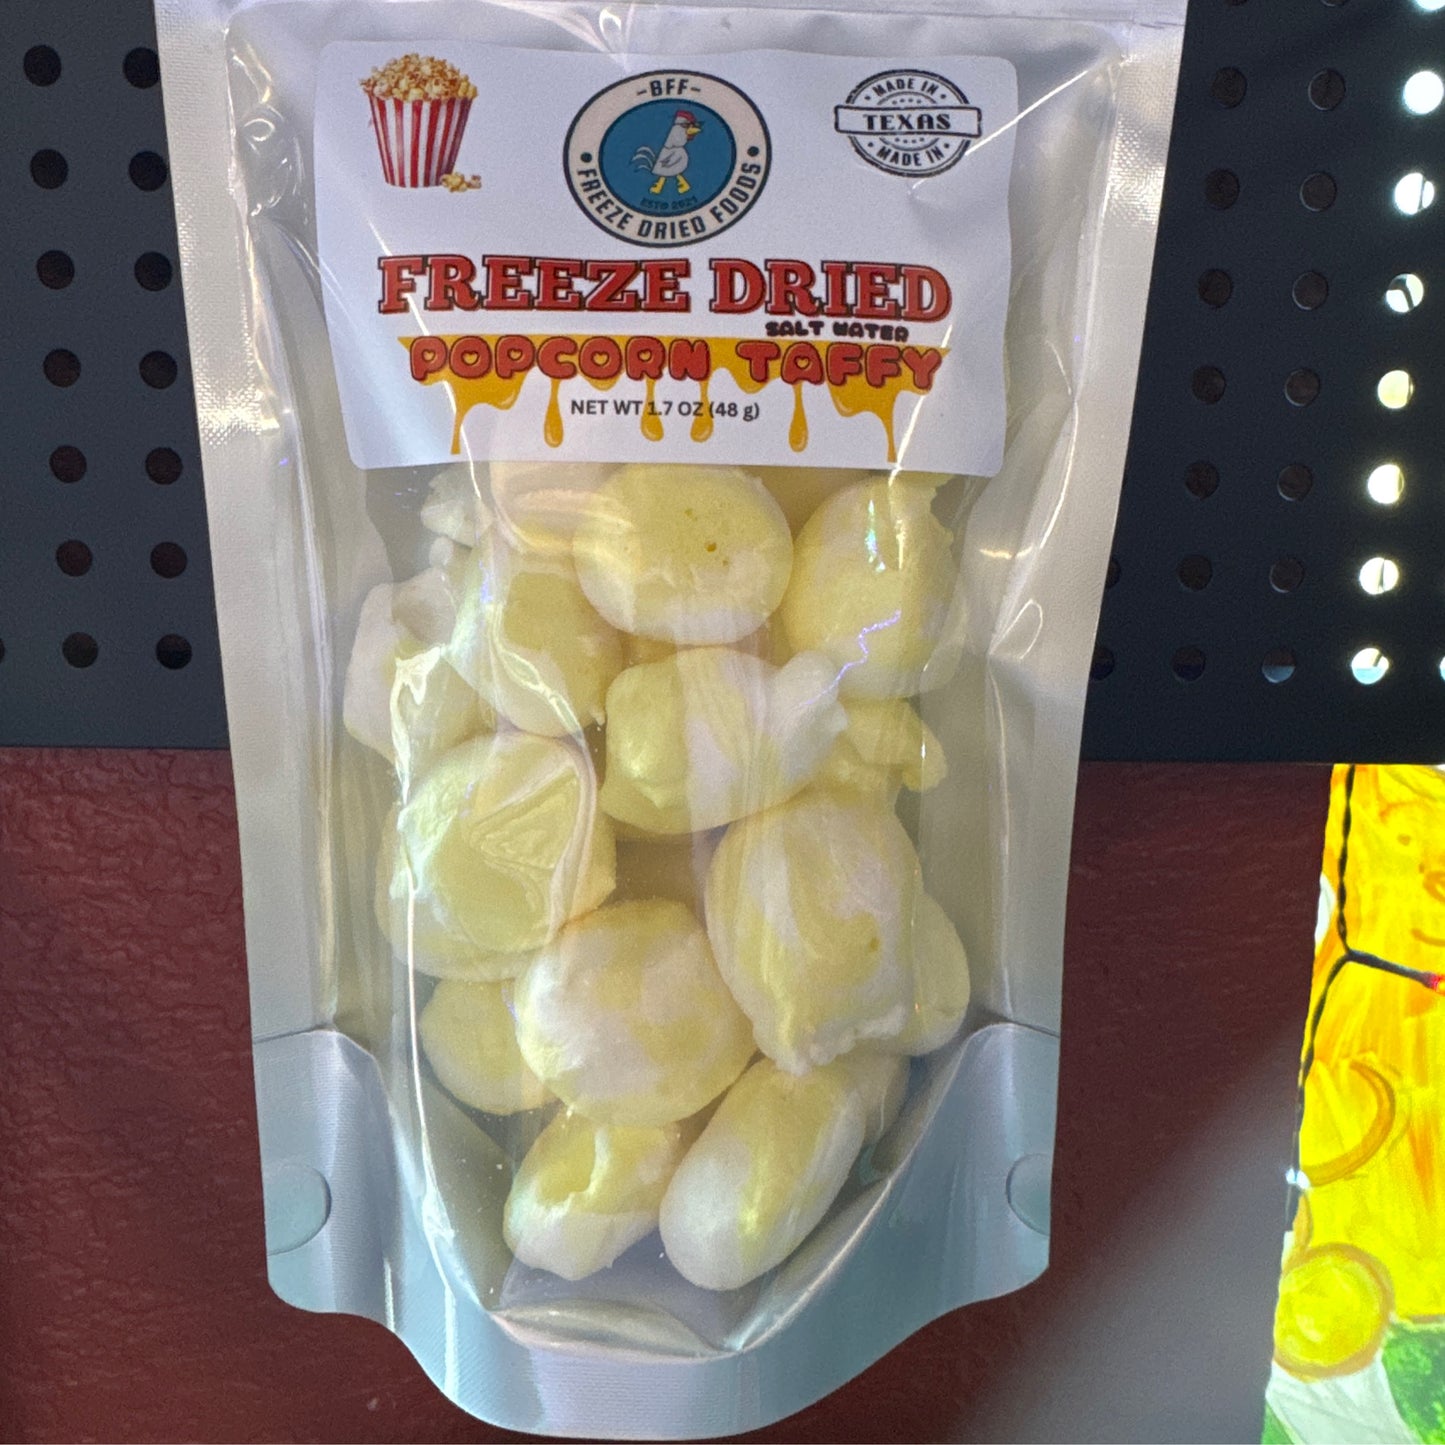 -BFF-
FREEZE DRIED FOODS
ESTD 2021
MADE IN
TEXAS
MADE IN
FREEZE DRIED
SALT WATER
POPCORN TAFFY
NET WT 1.7 OZ (48 g)